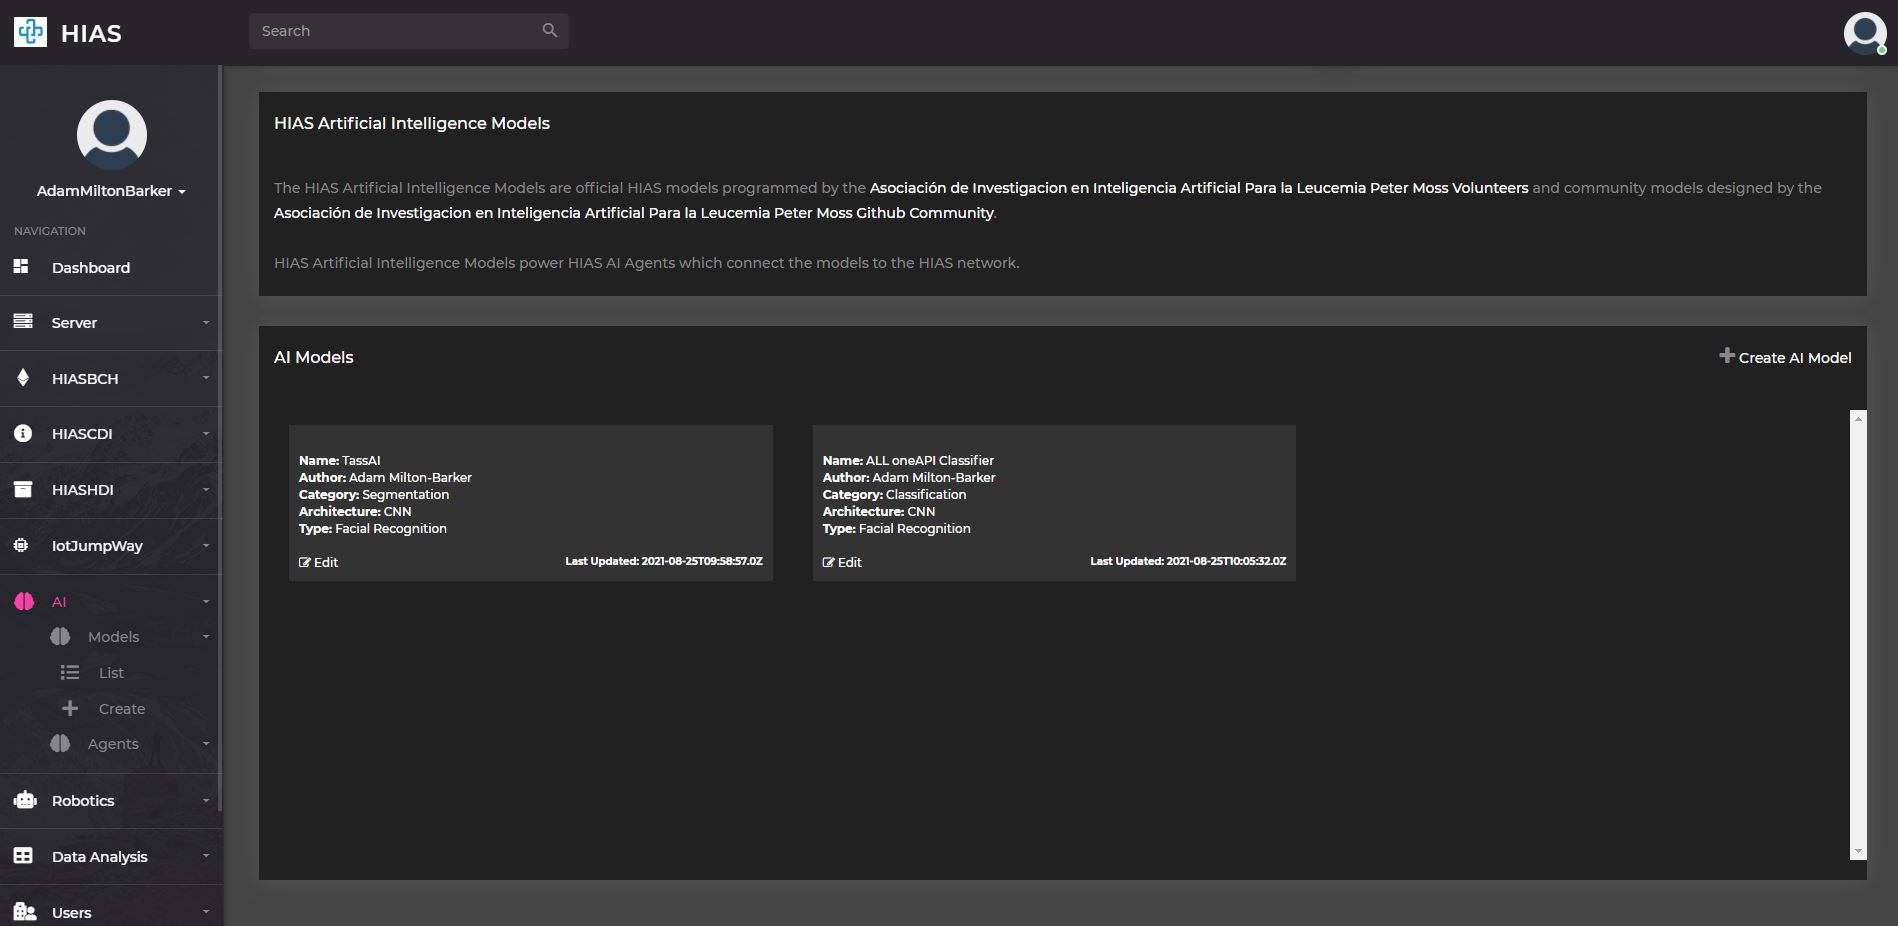 HIAS
Search
AdamMiltonBarker
NAVIGATION
Dashboard
Server
HIASBCH
HIASCDI
HIASHDI
IotJumpWay
AI
Models
List
Create
Agents
Robotics
Data Analysis
Users
HIAS Artificial Intelligence Models
The HIAS Artificial Intelligence Models are official HIAS models programmed by the Asociación de Investigacion en Inteligencia Artificial Para la Leucemia Peter Moss Volunteers and community models designed by the
Asociación de Investigacion en Inteligencia Artificial Para la Leucemia Peter Moss Github Community.
HIAS Artificial Intelligence Models power HIAS AI Agents which connect the models to the HIAS network.
AI Models
Create AI Model
Name: TassAI
Author: Adam Milton-Barker
Category: Segmentation
Architecture: CNN
Type: Facial Recognition
Edit
Last Updated: 2021-08-25T09:58:57.0Z
Name: ALL oneAPI Classifier
Author: Adam Milton-Barker
Category: Classification
Architecture: CNN
Type: Facial Recognition
Edit
Last Updated: 2021-08-25T10:05:32.0Z